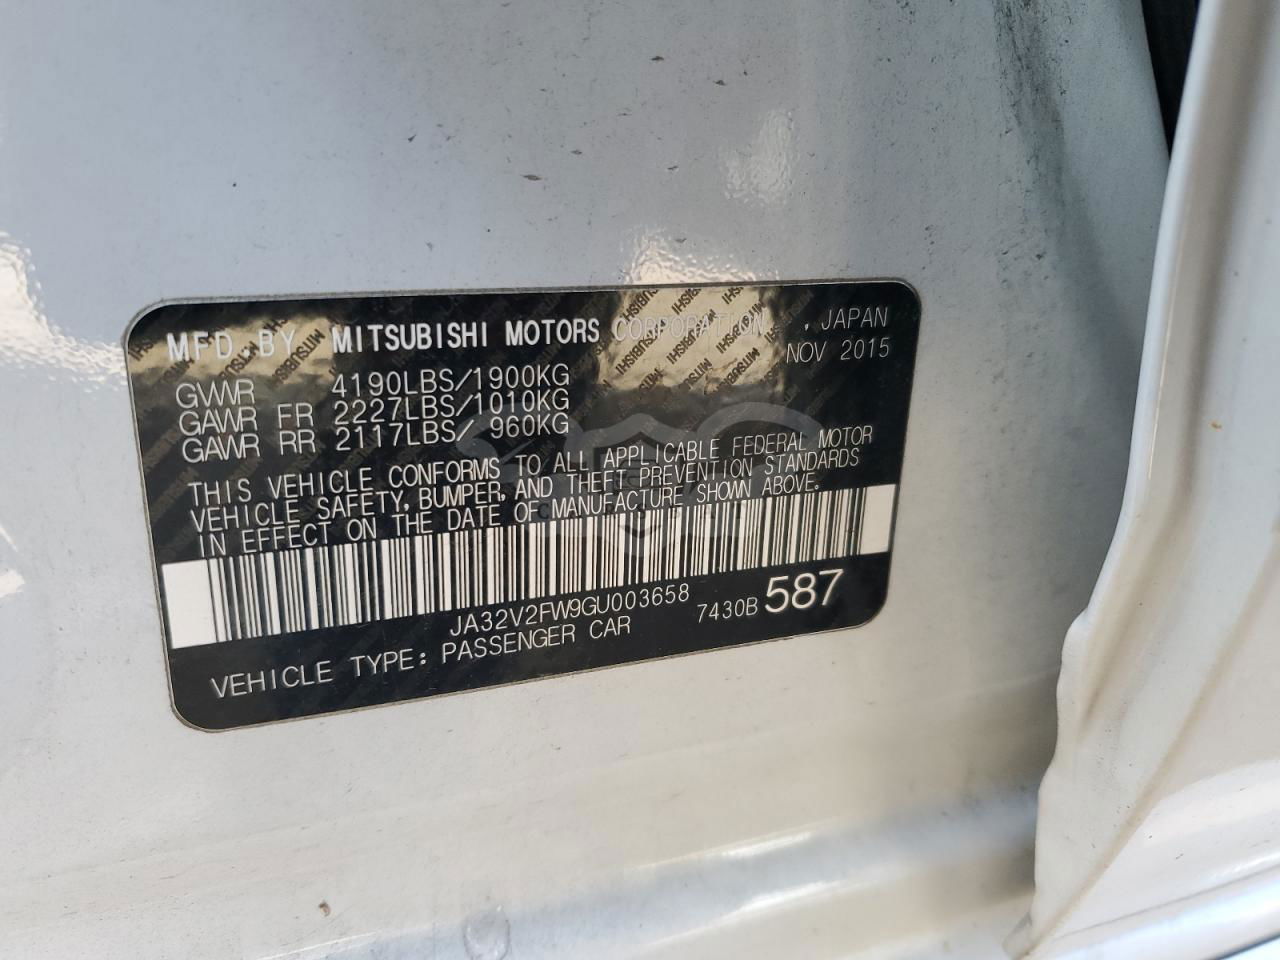 MFD.BY MITSUBISHI MOTORS CORPORATION , JAPAN
NOV 2015
GVWR 4190LBS/1900KG
GAWR FR 2227LBS/1010KG
GAWR RR 2117LBS/ 960KG
THIS VEHICLE CONFORMS TO ALL APPLICABLE FEDERAL MOTOR
VEHICLE SAFETY, BUMPER, AND THEFT PREVENTION STANDARDS
IN EFFECT ON THE DATE OF MANUFACTURE SHOWN ABOVE.
JA32V2FW9GU003658 7430B 587
VEHICLE TYPE: PASSENGER CAR